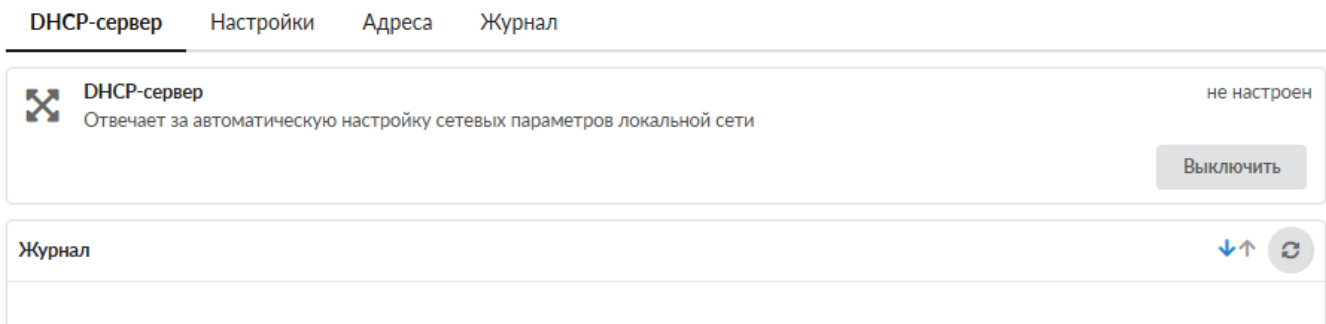 DHCP-сервер Настройки Адреса Журнал
DHCP-сервер не настроен
Отвечает за автоматическую настройку сетевых параметров локальной сети
Выключить
Журнал